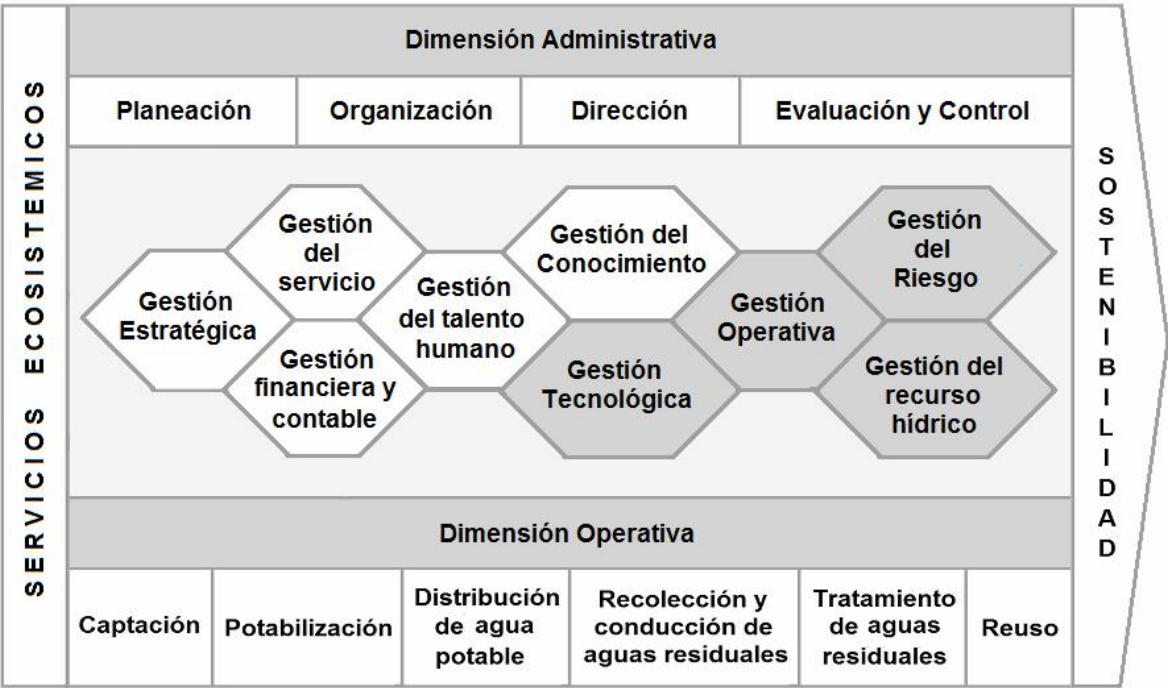 SERVICIOS ECOSISTEMICOS
Dimensión Administrativa
Planeación
Organización
Dirección
Evaluación y Control
Gestión
Estratégica
Gestión
del
servicio
Gestión
financiera y
contable
Gestión
del talento
humano
Gestión del
Conocimiento
Gestión
Tecnológica
Gestión
Operativa
Gestión
del
Riesgo
Gestión del
recurso
hídrico
Dimensión Operativa
Captación
Potabilización
Distribución
de agua
potable
Recolección y
conducción de
aguas residuales
Tratamiento
de aguas
residuales
Reuso
SOSTENIBILIDAD